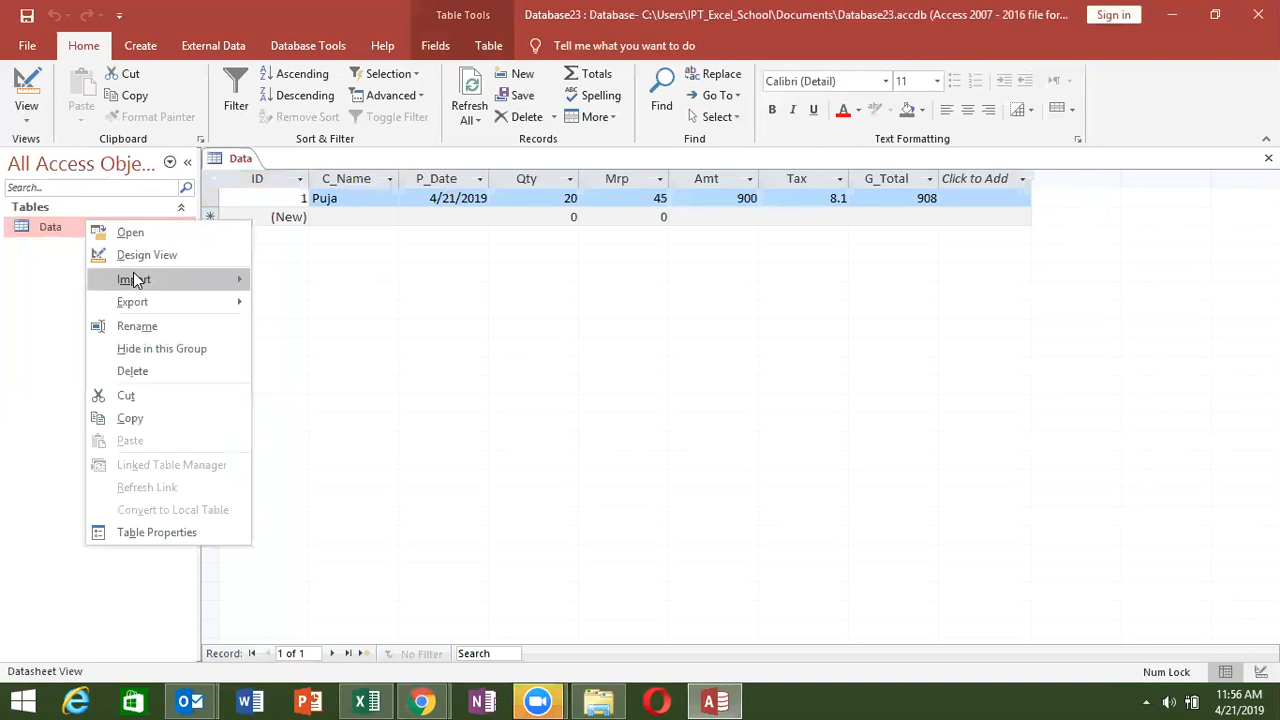 Table Tools
Database23 : Database- C:\Users\IPT_Excel_School\Documents\Database23.accdb (Access 2007 - 2016 file for...
Sign in
File Home Create External Data Database Tools Help Fields Table Tell me what you want to do
View
Views
Paste
Cut
Copy
Format Painter
Clipboard
Filter
Ascending
Descending
Remove Sort
Selection
Advanced
Toggle Filter
Sort & Filter
Refresh
All
New
Save
Delete
Totals
Spelling
More
Records
Find
Replace
Go To
Select
Find
Calibri (Detail) 11
B I U A ab
Text Formatting
All Access Obje...
Search...
Tables
Data
Data
ID C_Name P_Date Qty Mrp Amt Tax G_Total Click to Add
1 Puja 4/21/2019 20 45 900 8.1 908
(New) 0 0
Open
Design View
Import
Export
Rename
Hide in this Group
Delete
Cut
Copy
Paste
Linked Table Manager
Refresh Link
Convert to Local Table
Table Properties
Record: 1 of 1 No Filter Search
Datasheet View
Num Lock
11:56 AM
4/21/2019